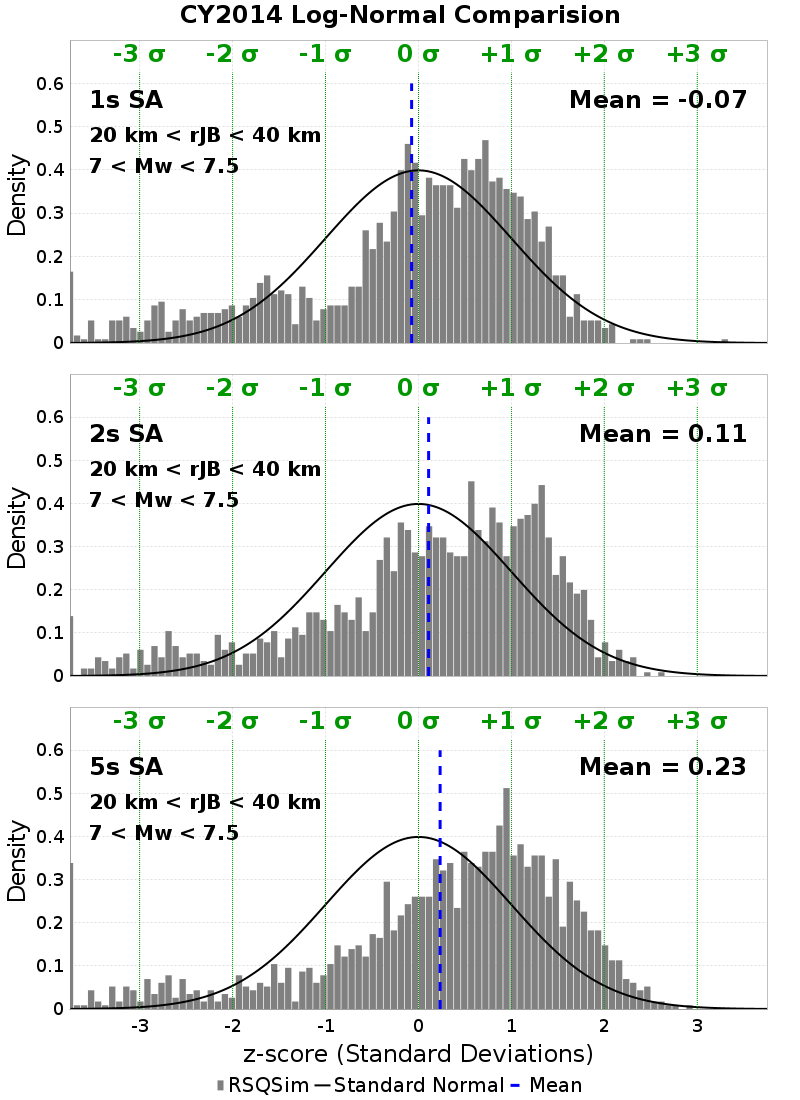 CY2014 Log-Normal Comparision
-3 σ -2 σ -1 σ 0 σ +1 σ +2 σ +3 σ
1s SA
Mean = -0.07
20 km < rJB < 40 km
7 < Mw < 7.5
0.6
0.5
0.4
0.3
0.2
0.1
0
Density
-3 σ -2 σ -1 σ 0 σ +1 σ +2 σ +3 σ
2s SA
Mean = 0.11
20 km < rJB < 40 km
7 < Mw < 7.5
0.6
0.5
0.4
0.3
0.2
0.1
0
Density
-3 σ -2 σ -1 σ 0 σ +1 σ +2 σ +3 σ
5s SA
Mean = 0.23
20 km < rJB < 40 km
7 < Mw < 7.5
0.6
0.5
0.4
0.3
0.2
0.1
0
Density
-3 -2 -1 0 1 2 3
z-score (Standard Deviations)
RSQSim Standard Normal Mean